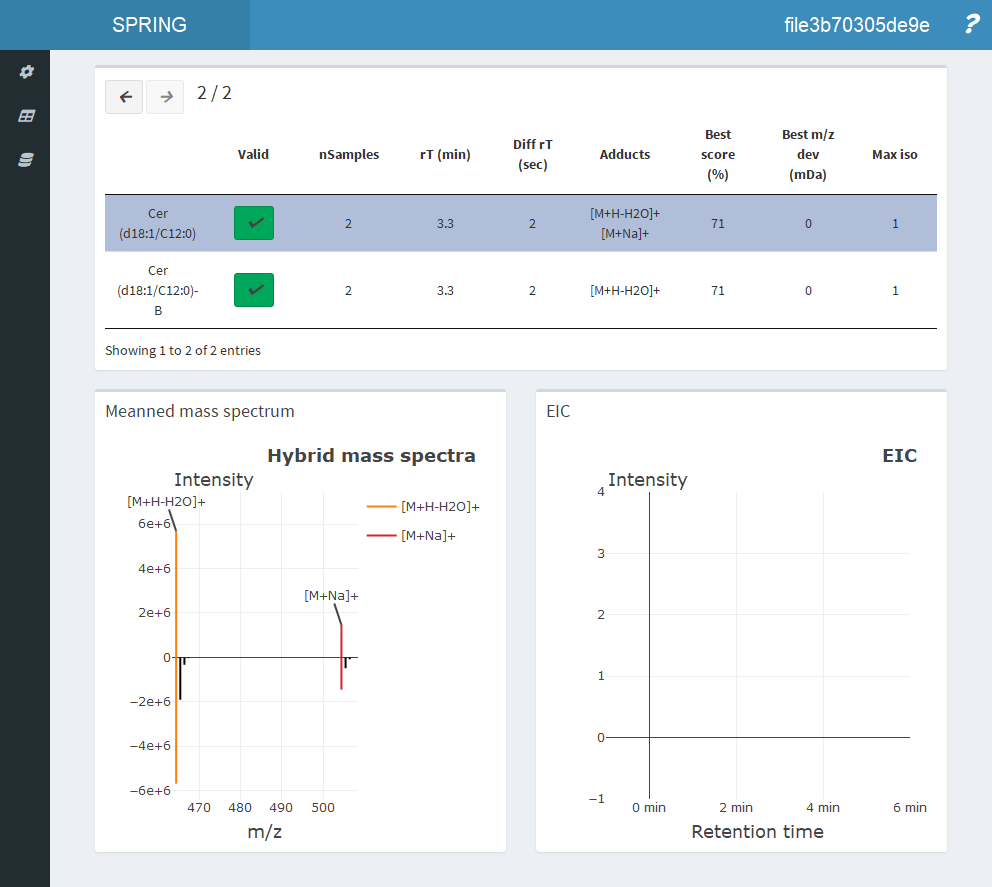 SPRING
file3b70305de9e
?
2 / 2
Valid nSamples rT (min) Diff rT (sec) Adducts Best score (%) Best m/z dev (mDa) Max iso
Cer (d18:1/C12:0) 2 3.3 2 [M+H-H2O]+ [M+Na]+ 71 0 1
Cer (d18:1/C12:0)-B 2 3.3 2 [M+H-H2O]+ 71 0 1
Showing 1 to 2 of 2 entries
Meanned mass spectrum
Hybrid mass spectra
Intensity
[M+H-H2O]+
[M+H-H2O]+
[M+Na]+
[M+Na]+
6e+6
4e+6
2e+6
0
−2e+6
−4e+6
−6e+6
470 480 490 500
m/z
EIC
EIC
Intensity
4
3
2
1
0
−1
0 min 2 min 4 min 6 min
Retention time